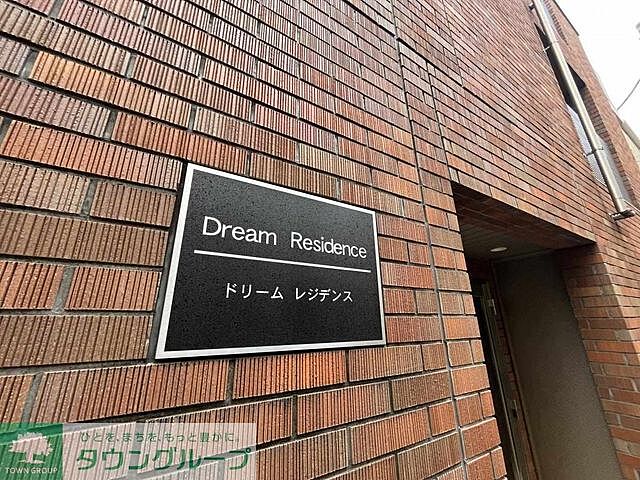 Dream Residence
ドリーム レジデンス
ひとを、まちを、もっと豊かに。
タウングループ
TOWN GROUP